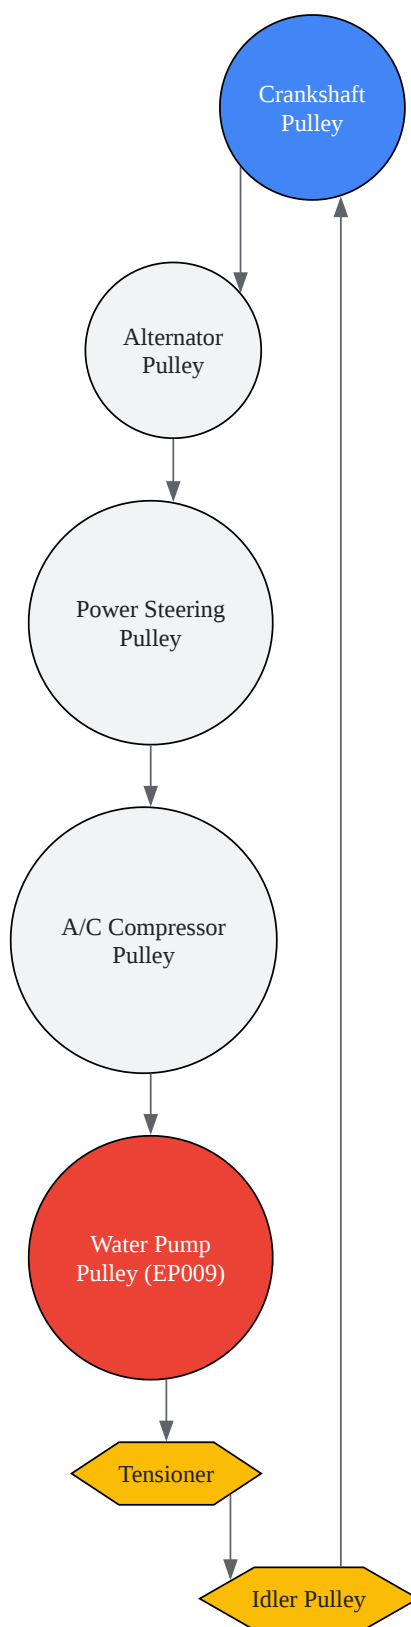 Crankshaft
Pulley
Alternator
Pulley
Power Steering
Pulley
A/C Compressor
Pulley
Water Pump
Pulley (EP009)
Tensioner
Idler Pulley